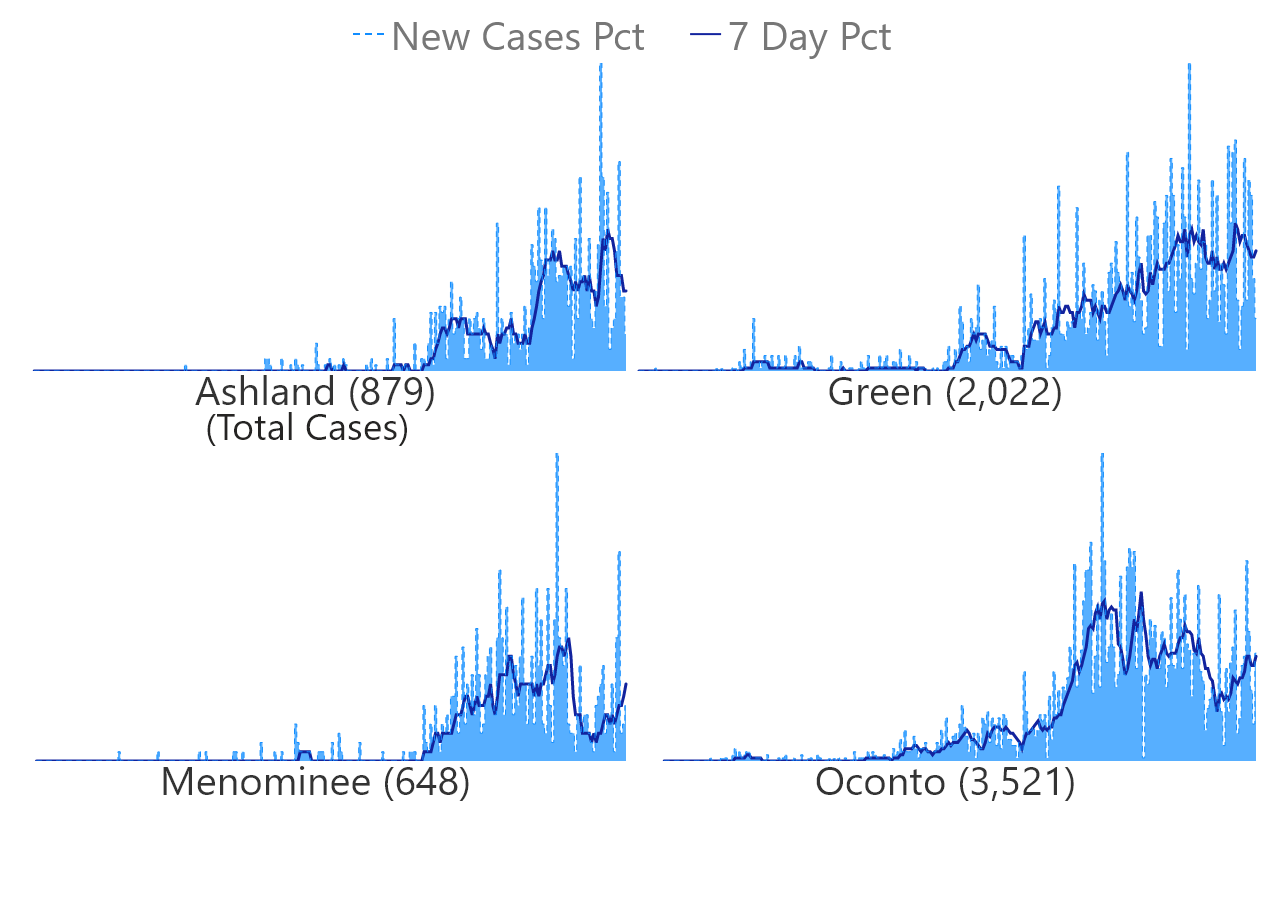 New Cases Pct 7 Day Pct
Ashland (879)
(Total Cases)
Green (2,022)
Menominee (648)
Oconto (3,521)